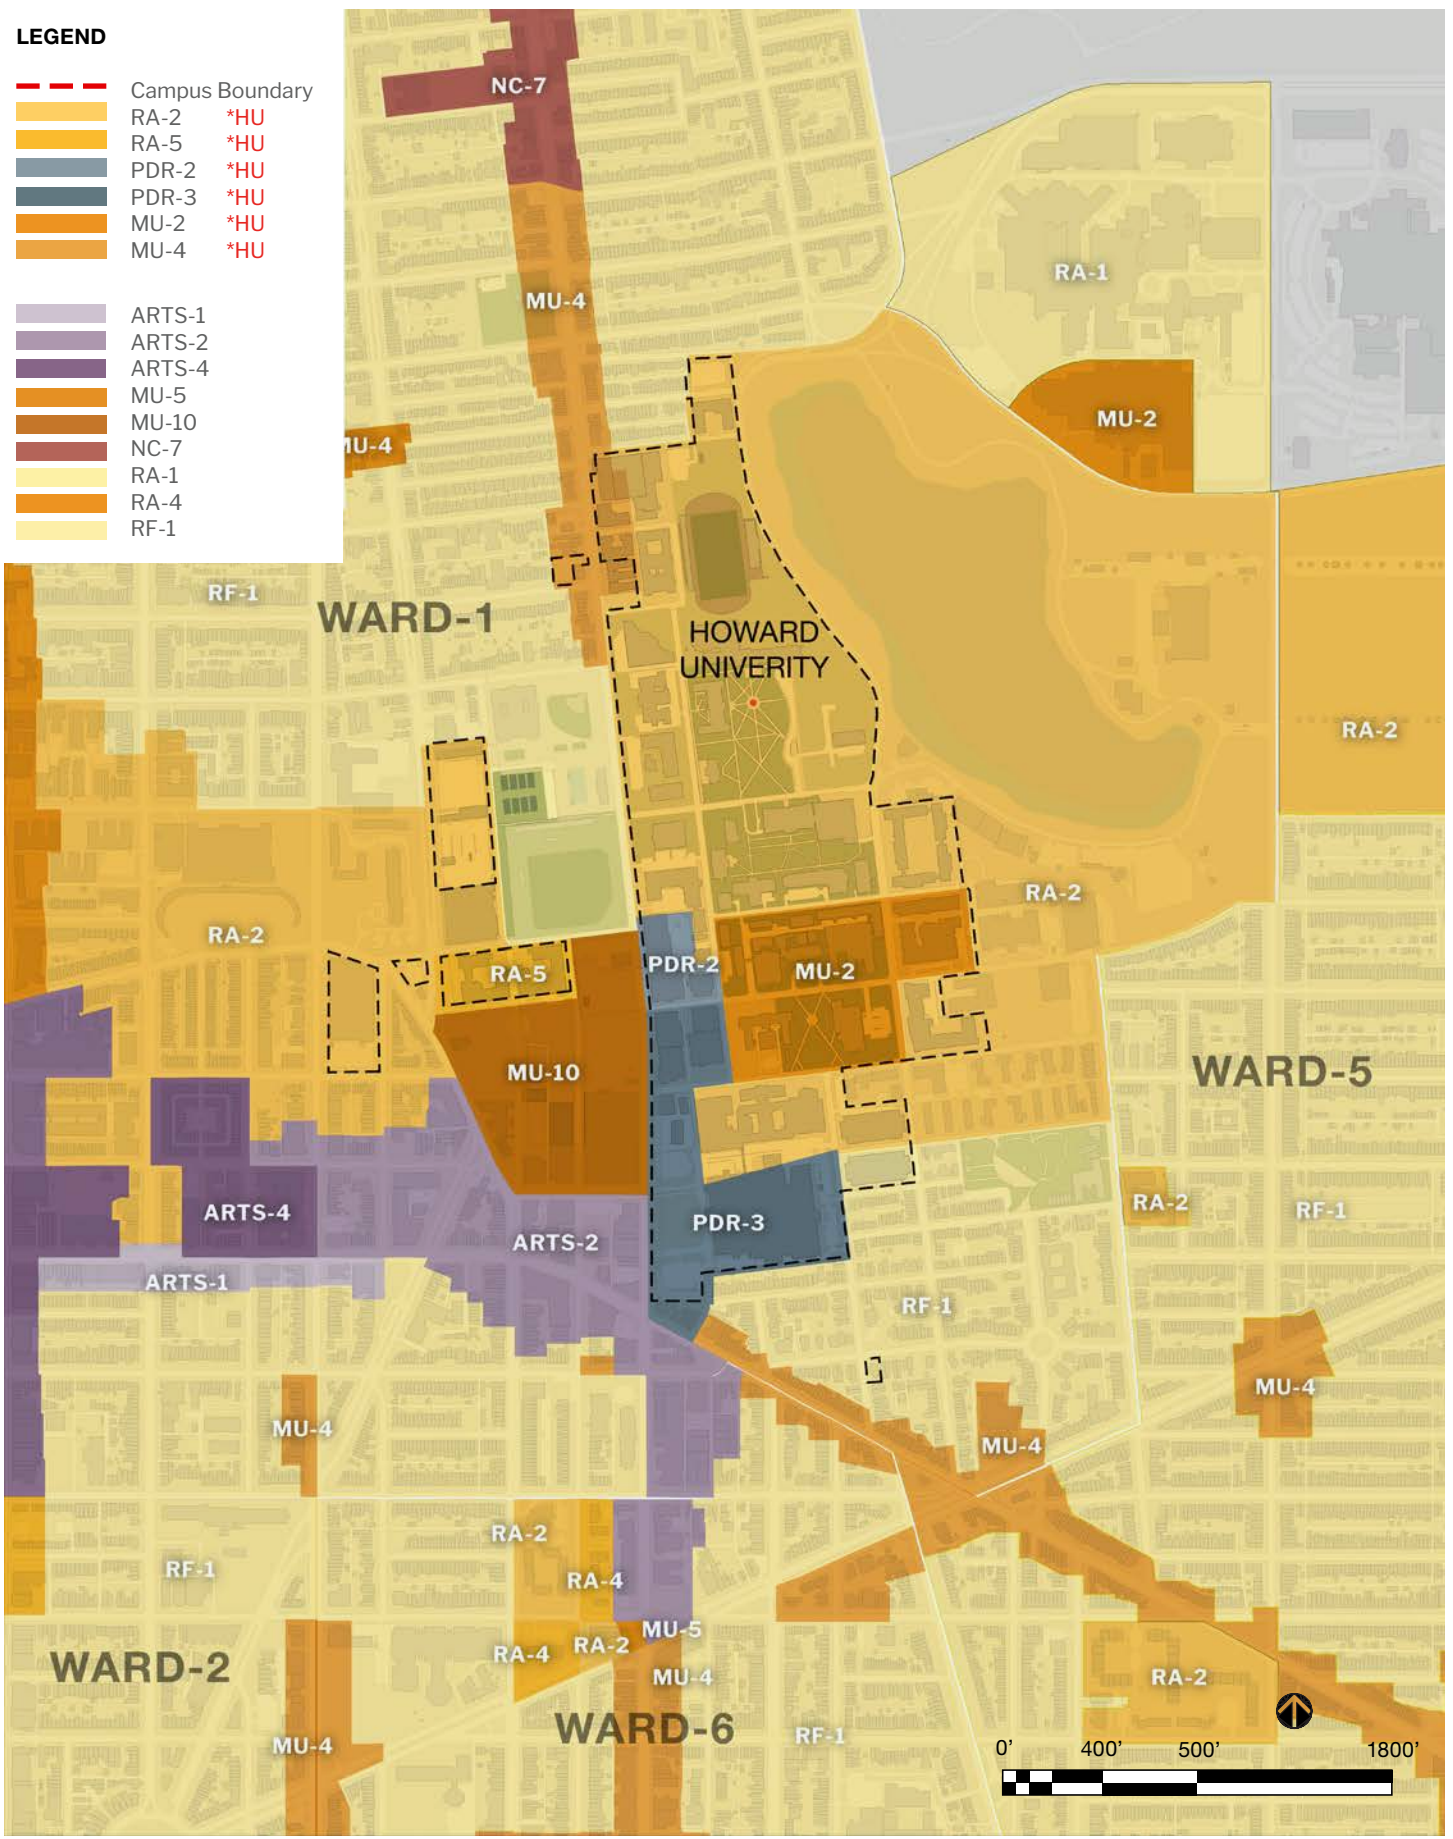 LEGEND
Campus Boundary
RA-2 *HU
RA-5 *HU
PDR-2 *HU
PDR-3 *HU
MU-2 *HU
MU-4 *HU
ARTS-1
ARTS-2
ARTS-4
MU-5
MU-10
NC-7
RA-1
RA-4
RF-1
NC-7
RA-1
MU-4
MU-2
MU-4
RF-1
WARD-1
HOWARD
UNIVERITY
RA-2
RA-2
RA-2
RA-5
PDR-2
MU-2
MU-10
WARD-5
ARTS-4
ARTS-2
PDR-3
RA-2
RF-1
ARTS-1
RF-1
MU-4
MU-4
MU-4
RA-2
RF-1
RA-4
MU-5
RA-4
RA-2
WARD-2
MU-4
RA-2
WARD-6
RF-1
MU-4
0' 400' 500' 1800'